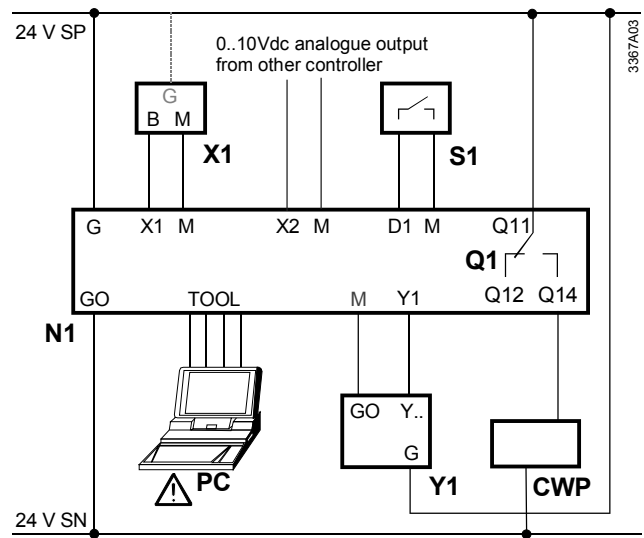 24 V SP
0..10Vdc analogue output
from other controller
3367A03
G
B M
X1
S1
G X1 M X2 M D1 M Q11
Q1
GO TOOL M Y1 Q12 Q14
N1
GO Y..
G
PC
Y1
CWP
24 V SN